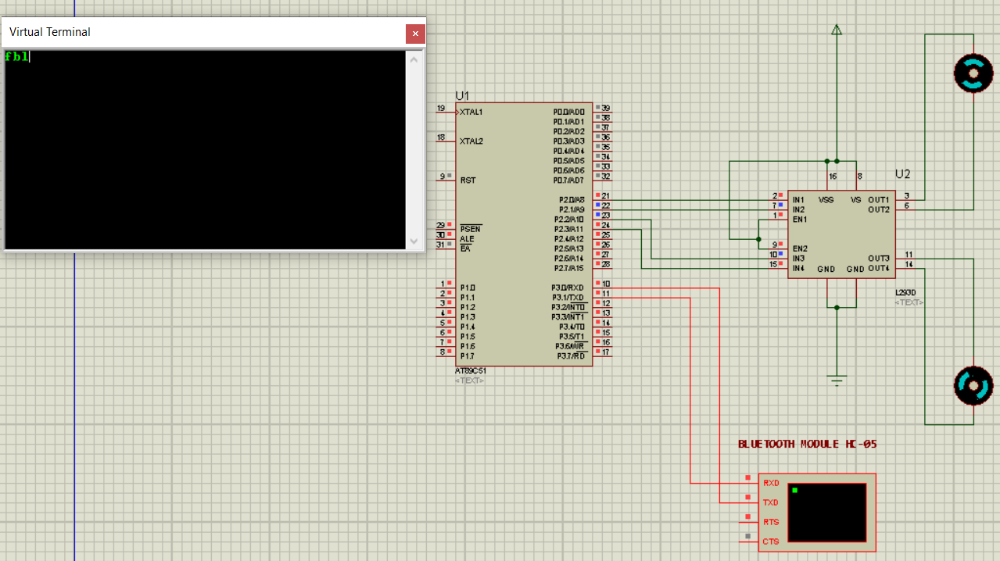 Virtual Terminal
fbl
U1
19 XTAL1
18 XTAL2
9 RST
29 PSEN
30 ALE
31 EA
1 P1.0
2 P1.1
3 P1.2
4 P1.3
5 P1.4
6 P1.5
7 P1.6
8 P1.7
P0.0/AD0 39
P0.1/AD1 38
P0.2/AD2 37
P0.3/AD3 36
P0.4/AD4 35
P0.5/AD5 34
P0.6/AD6 33
P0.7/AD7 32
P2.0/A8 21
P2.1/A9 22
P2.2/A10 23
P2.3/A11 24
P2.4/A12 25
P2.5/A13 26
P2.6/A14 27
P2.7/A15 28
P3.0/RXD 10
P3.1/TXD 11
P3.2/INT0 12
P3.3/INT1 13
P3.4/T0 14
P3.5/T1 15
P3.6/WR 16
P3.7/RD 17
AT89C51
<TEXT>
U2
16 8
VSS VS
2 IN1
7 IN2
1 EN1
9 EN2
10 IN3
15 IN4
OUT1 3
OUT2 6
OUT3 11
OUT4 14
GND GND
L293D
<TEXT>
BLUETOOTH MODULE HC-05
RXD
TXD
RTS
CTS